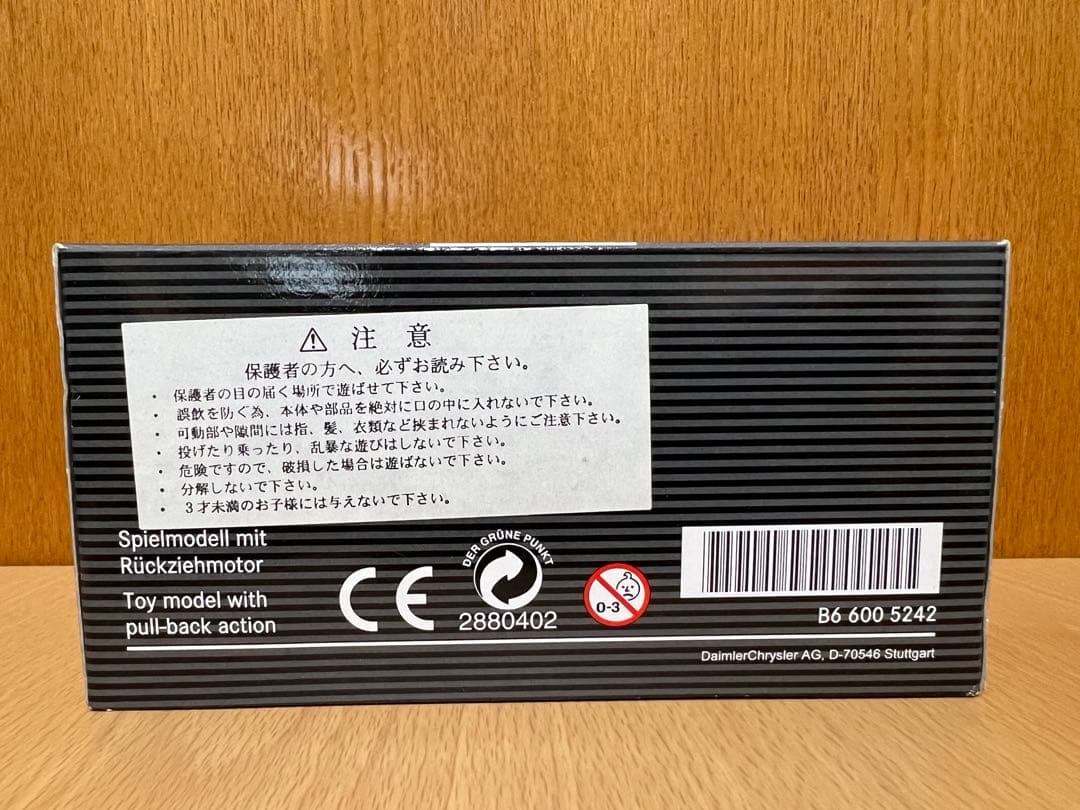 ⚠ 注意
保護者の方へ、必ずお読み下さい。
・ 保護者の目の届く場所で遊ばせて下さい。
・ 誤飲を防ぐ為、本体や部品を絶対に口の中に入れないで下さい。
・ 可動部や隙間には指、髪、衣類など挟まれないようにご注意下さい。
・ 投げたり乗ったり、乱暴な遊びはしないで下さい。
・ 危険ですので、破損した場合は遊ばないで下さい。
・ 分解しないで下さい。
・ 3才未満のお子様には与えないで下さい。
Spielmodell mit
Rückziehmotor
Toy model with
pull-back action
CE
DER GRÜNE PUNKT
2880402
0-3
B6 600 5242
DaimlerChrysler AG, D-70546 Stuttgart